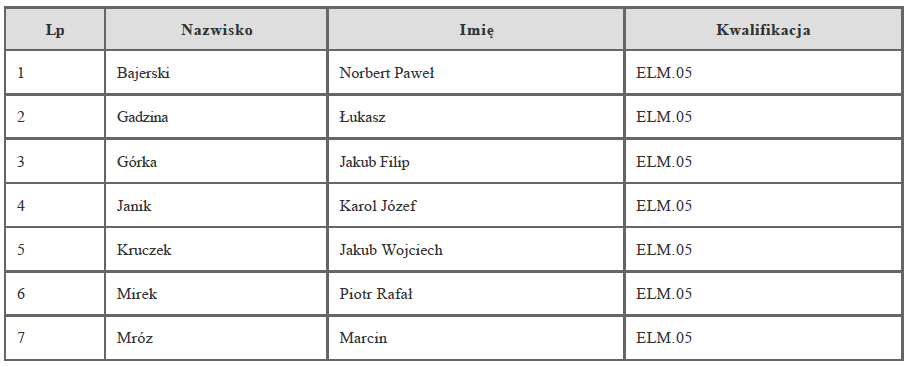 Lp Nazwisko Imię Kwalifikacja
1 Bajerski Norbert Paweł ELM.05
2 Gadzina Łukasz ELM.05
3 Górka Jakub Filip ELM.05
4 Janik Karol Józef ELM.05
5 Kruczek Jakub Wojciech ELM.05
6 Mirek Piotr Rafał ELM.05
7 Mróz Marcin ELM.05